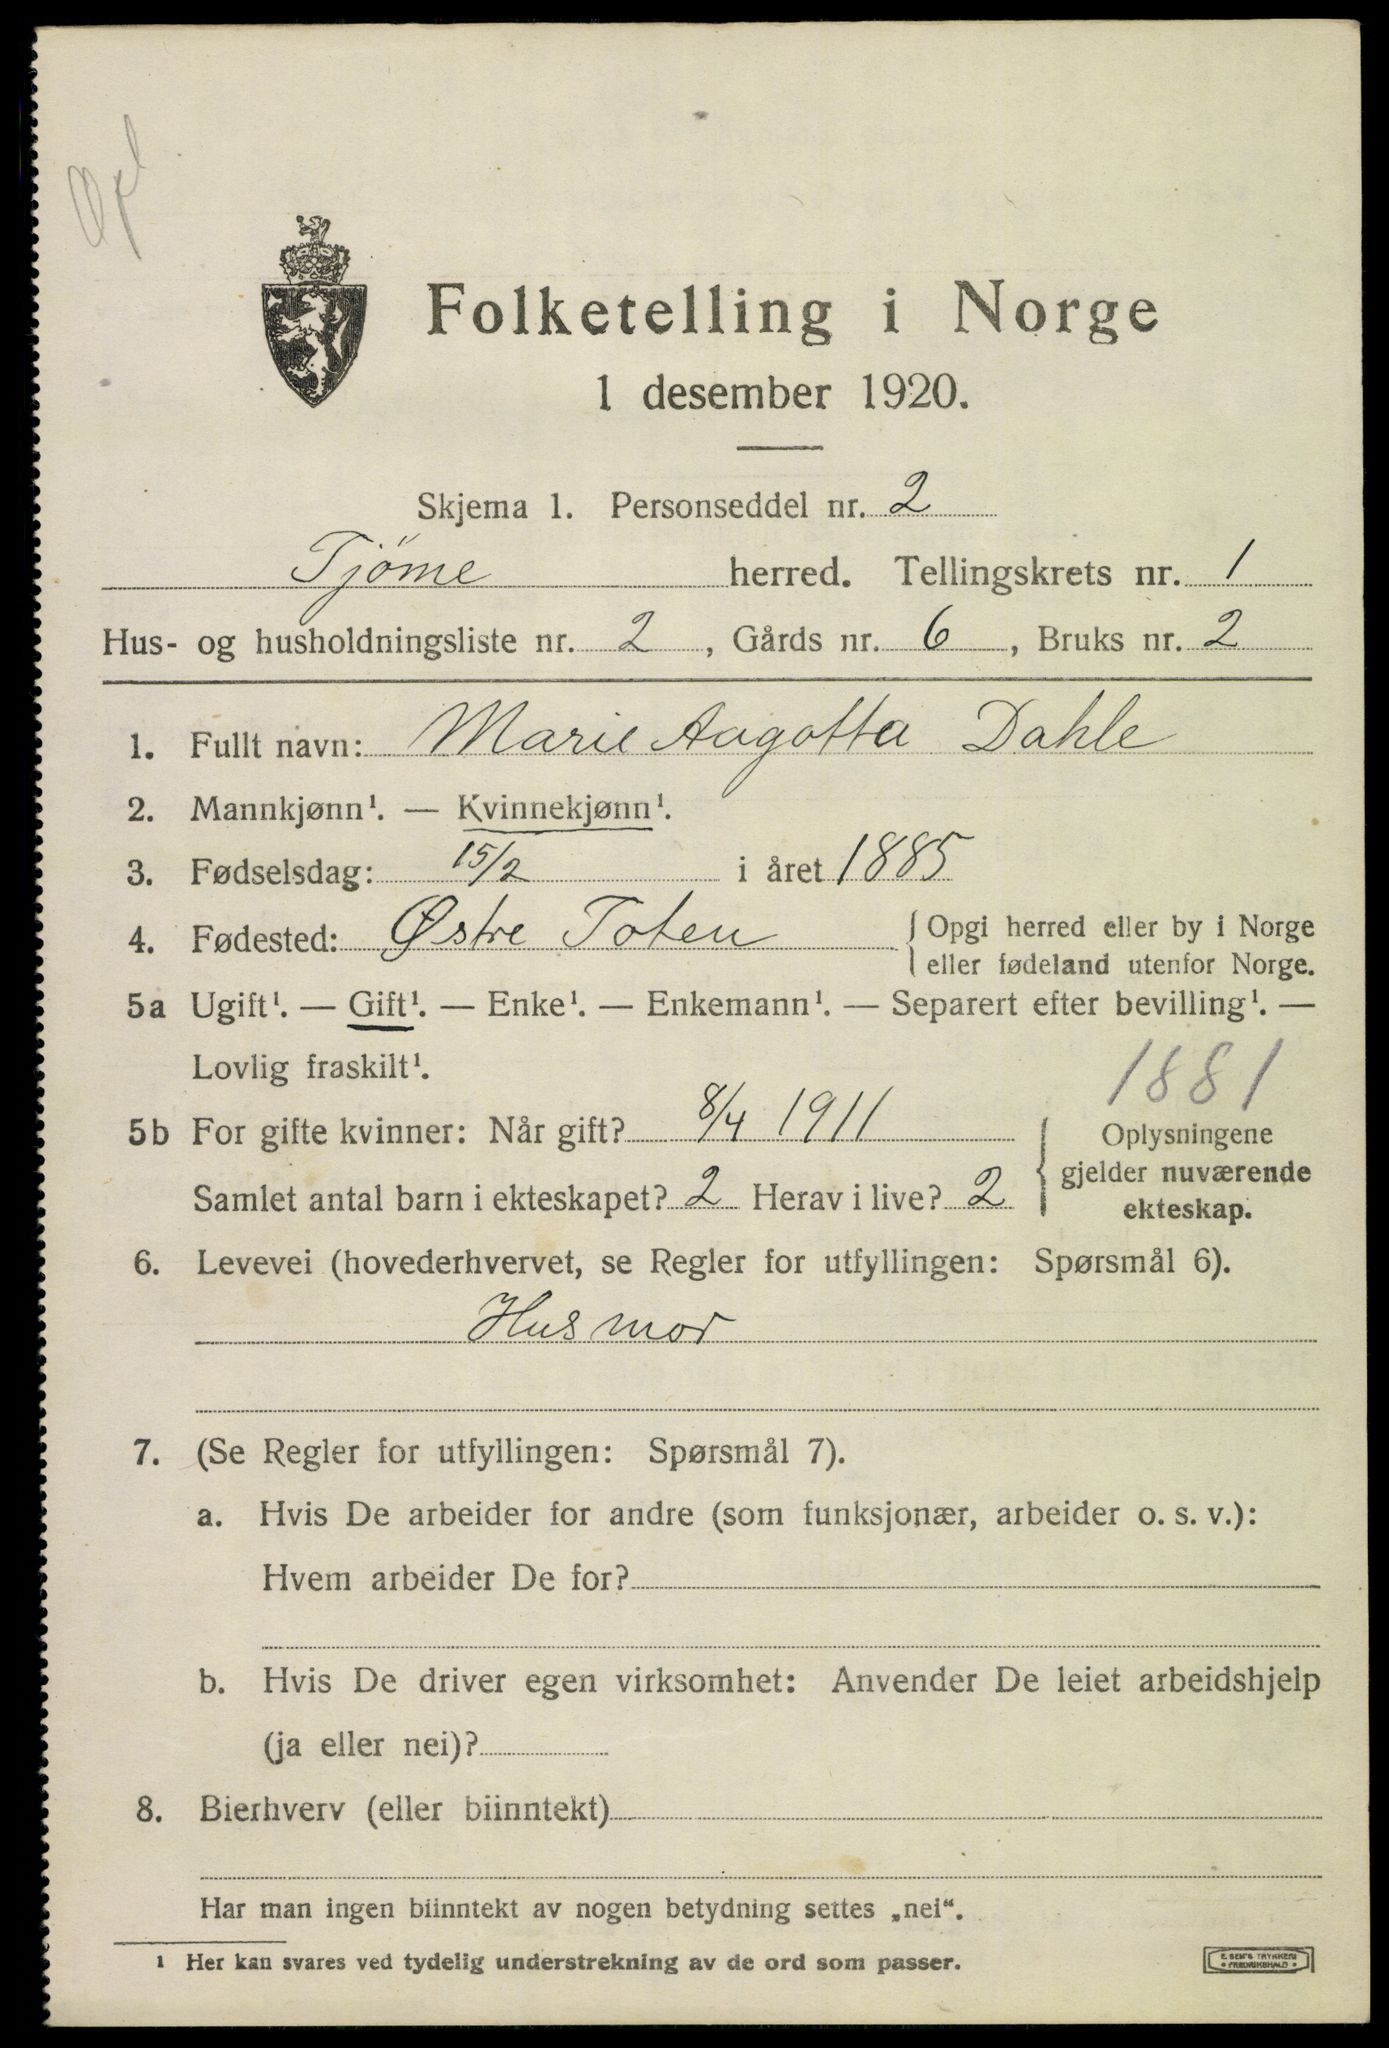 Opl
Folketelling i Norge
1 desember 1920.
Skjema 1. Personseddel nr. 2
Tjöme herred. Tellingskrets nr. 1
Hus- og husholdningsliste nr. 2, Gårds nr. 6, Bruks nr. 2
1. Fullt navn: Marie Aagotta Dahle
2. Mannkjønn¹. — Kvinnekjønn¹.
3. Fødselsdag: 15/2 i året 1885
4. Fødested: Østre Toten { Opgi herred eller by i Norge
eller fødeland utenfor Norge.
5a Ugift¹. — Gift¹. — Enke¹. — Enkemann¹. — Separert efter bevilling¹. —
Lovlig fraskilt¹.
1881
5b For gifte kvinner: Når gift? 8/4 1911
Samlet antal barn i ekteskapet? 2 Herav i live? 2
{ Oplysningene
gjelder nuværende
ekteskap.
6. Levevei (hovederhvervet, se Regler for utfyllingen: Spørsmål 6).
Husmor
7. (Se Regler for utfyllingen: Spørsmål 7).
a. Hvis De arbeider for andre (som funksjonær, arbeider o. s. v.):
Hvem arbeider De for?
b. Hvis De driver egen virksomhet: Anvender De leiet arbeidshjelp
(ja eller nei)?
8. Bierhverv (eller biinntekt)
Har man ingen biinntekt av nogen betydning settes „nei“.
¹ Her kan svares ved tydelig understrekning av de ord som passer.
E. SEM'S TRYKKERI
• FREDRIKSHALD •